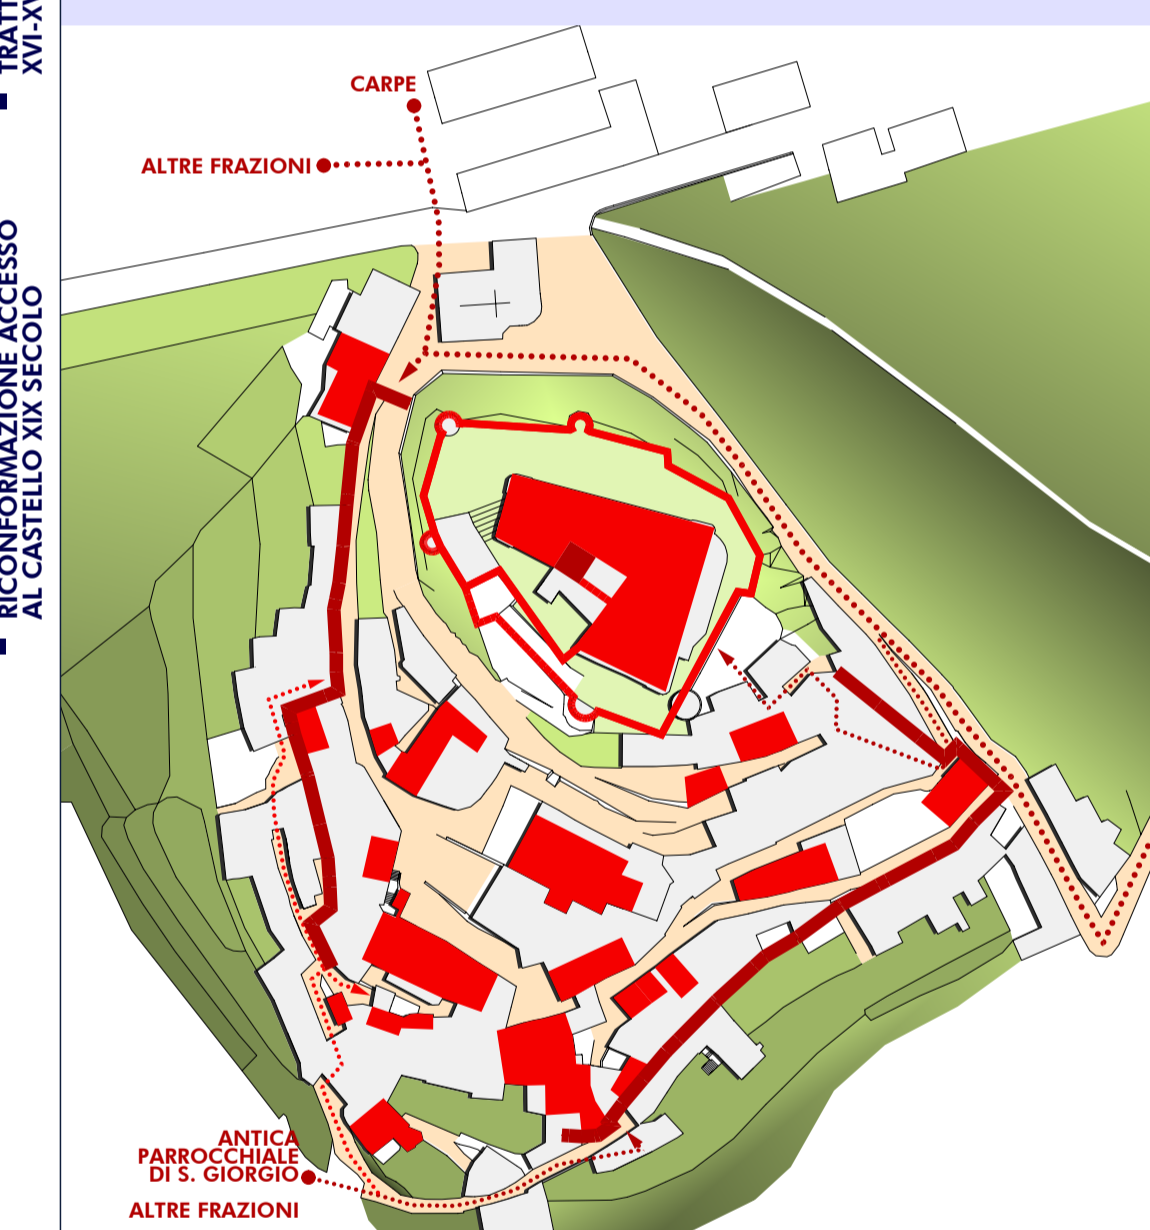 RICONFORMAZIONE ACCESSO
AL CASTELLO XIX SECOLO
CARPE
ALTRE FRAZIONI
ANTICA
PARROCCHIALE
DI S. GIORGIO
ALTRE FRAZIONI